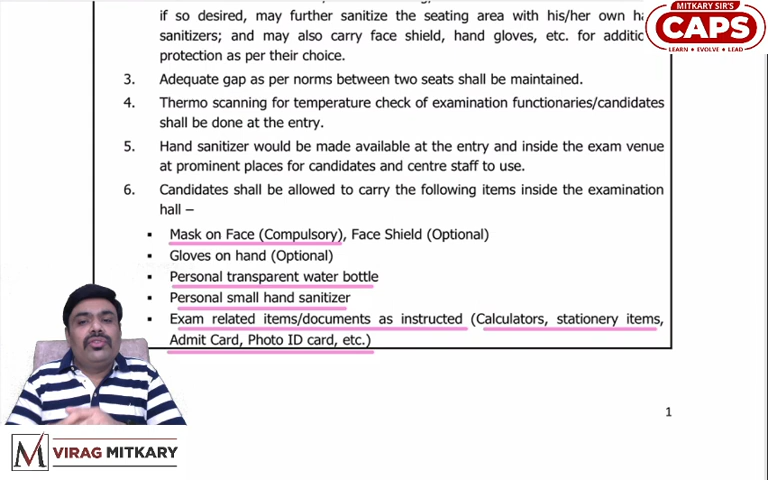 if so desired, may further sanitize the seating area with his/her own
MITKARY SIR'S
sanitizers; and may also carry face shield, hand gloves, etc. for
CAPS
protection as per their choice.
LEARN • EVOLVE • LEAD
3. Adequate gap as per norms between two seats shall be maintained.
4. Thermo scanning for temperature check of examination functionaries/candidates
shall be done at the entry.
5. Hand sanitizer would be made available at the entry and inside the exam venue
at prominent places for candidates and centre staff to use.
6. Candidates shall be allowed to carry the following items inside the examination
hall –
▪ Mask on Face (Compulsory), Face Shield (Optional)
▪ Gloves on hand (Optional)
▪ Personal transparent water bottle
▪ Personal small hand sanitizer
▪ Exam related items/documents as instructed (Calculators, stationery items,
Admit Card, Photo ID card, etc.)
1
VIRAG MITKARY